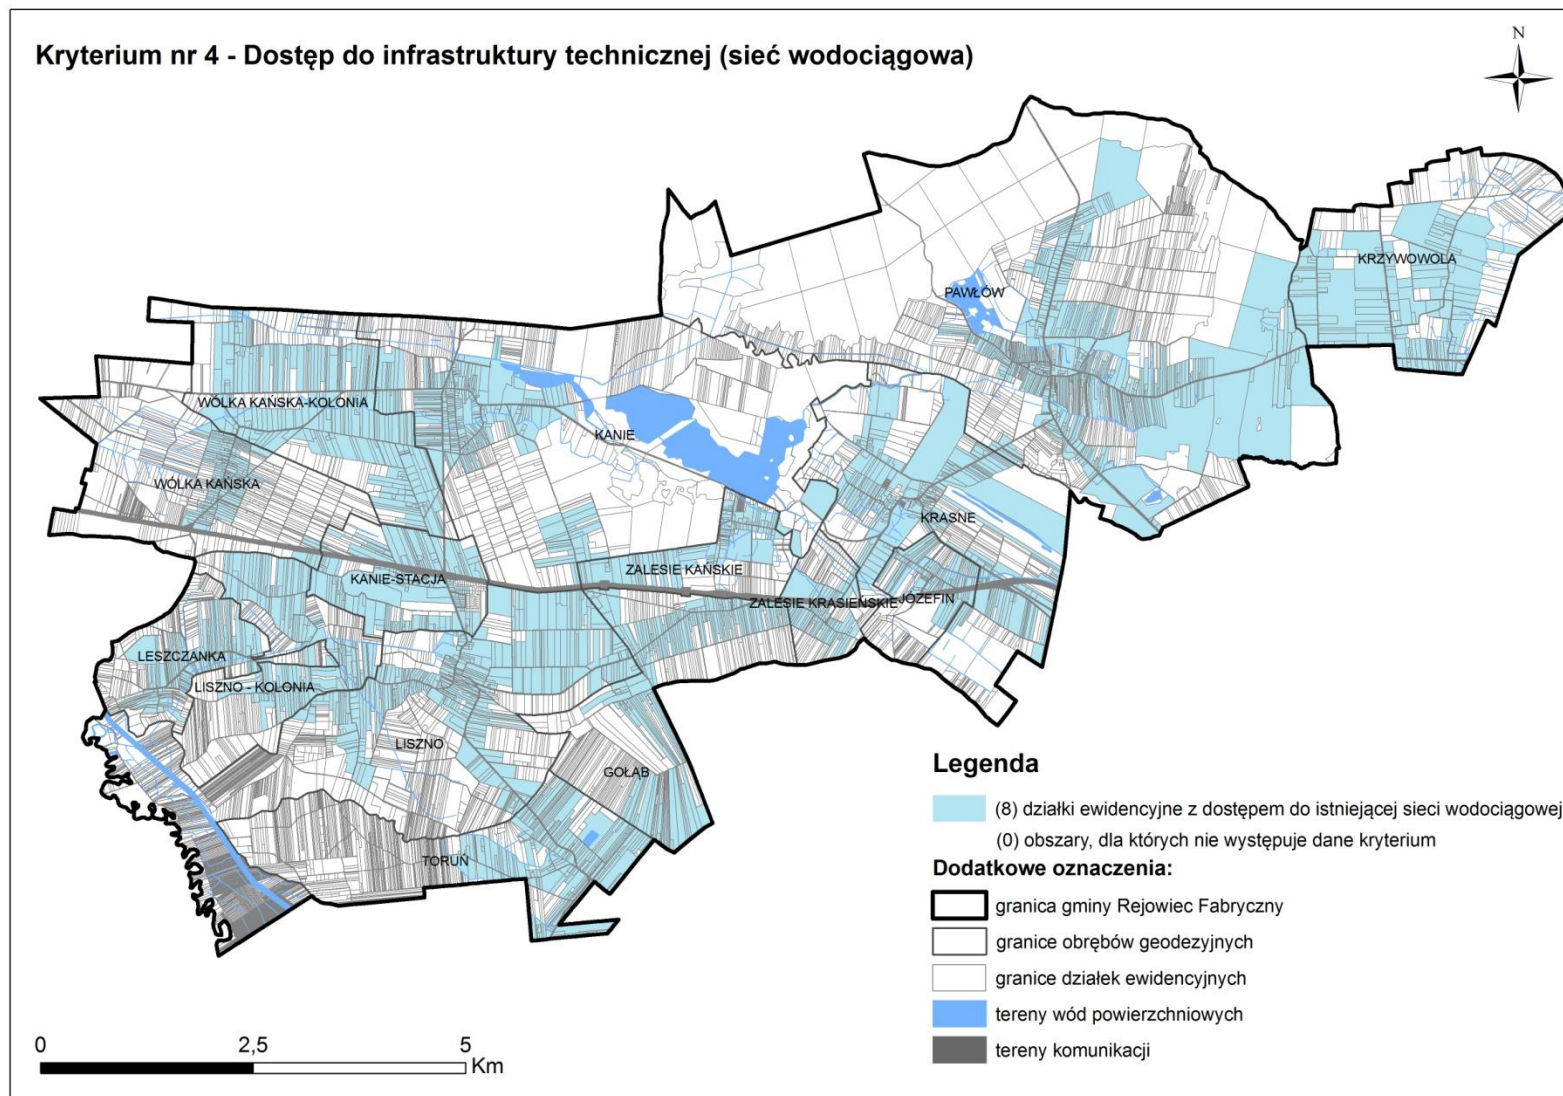 Kryterium nr 4 - Dostęp do infrastruktury technicznej (sieć wodociągowa)
N
KRZYWOWOLA
PAWŁÓW
WÓLKA KAŃSKA-KOLONIA
KANIE
WÓLKA KAŃSKA
KRASNE
ZALESIE KAŃSKIE
KANIE-STACJA
ZALESIE KRASIEŃSKIE
JÓZEFIN
LESZCZANKA
LISZNO - KOLONIA
LISZNO
GOŁĄB
TORUŃ
Legenda
(8) działki ewidencyjne z dostępem do istniejącej sieci wodociągowej
(0) obszary, dla których nie występuje dane kryterium
Dodatkowe oznaczenia:
granica gminy Rejowiec Fabryczny
granice obrębów geodezyjnych
granice działek ewidencyjnych
tereny wód powierzchniowych
tereny komunikacji
0 2,5 5
Km